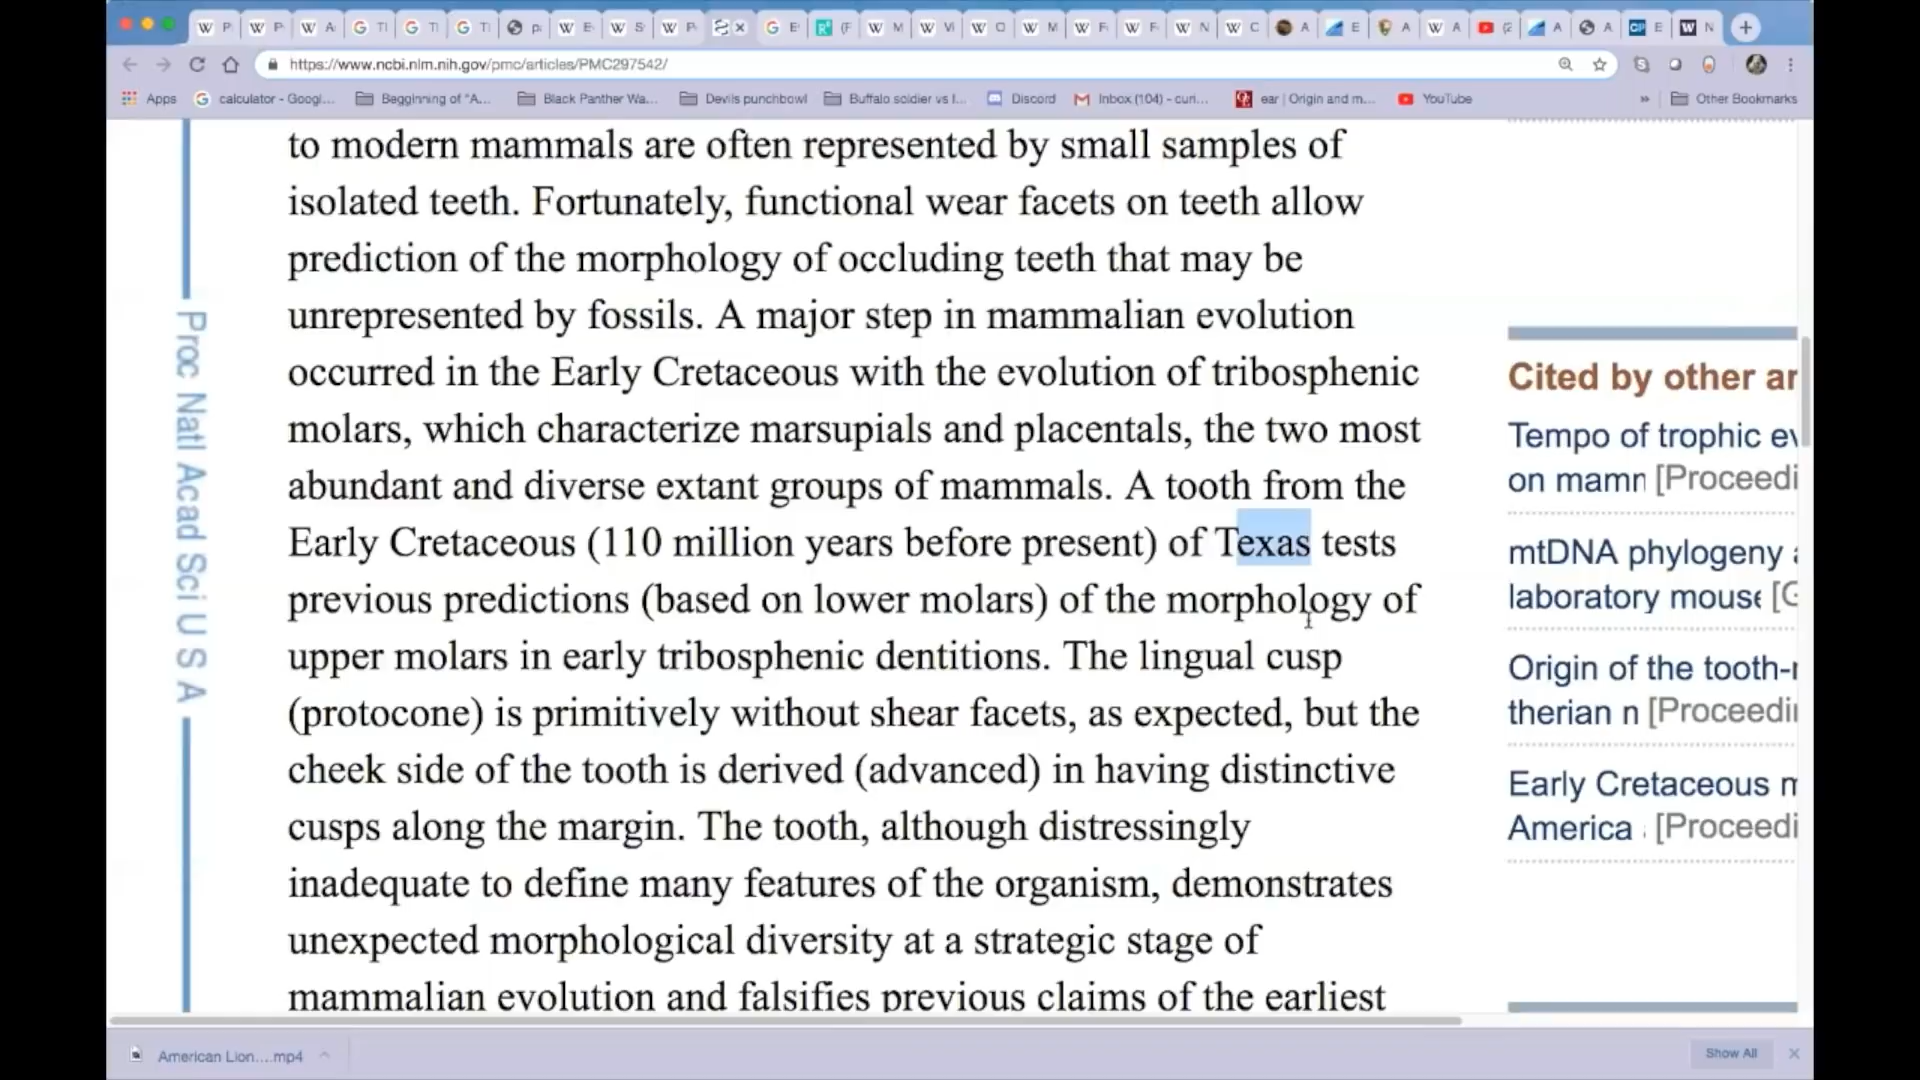 https://www.ncbi.nlm.nih.gov/pmc/articles/PMC297542/
Apps
calculator - Googl...
Begginning of "A...
Black Panther Wa...
Devils punchbowl
Buffalo soldier vs I...
Discord
Inbox (104) - curi...
ear | Origin and m...
YouTube
»
Other Bookmarks
to modern mammals are often represented by small samples of
isolated teeth. Fortunately, functional wear facets on teeth allow
prediction of the morphology of occluding teeth that may be
unrepresented by fossils. A major step in mammalian evolution
occurred in the Early Cretaceous with the evolution of tribosphenic
molars, which characterize marsupials and placentals, the two most
abundant and diverse extant groups of mammals. A tooth from the
Early Cretaceous (110 million years before present) of Texas tests
previous predictions (based on lower molars) of the morphology of
upper molars in early tribosphenic dentitions. The lingual cusp
(protocone) is primitively without shear facets, as expected, but the
cheek side of the tooth is derived (advanced) in having distinctive
cusps along the margin. The tooth, although distressingly
inadequate to define many features of the organism, demonstrates
unexpected morphological diversity at a strategic stage of
mammalian evolution and falsifies previous claims of the earliest
Proc Natl Acad Sci U S A
Cited by other ar
Tempo of trophic ev
on mamr [Proceedi
mtDNA phylogeny
laboratory mouse [G
Origin of the tooth-r
therian n [Proceedin
Early Cretaceous m
America [Proceedi
American Lion....mp4
Show All